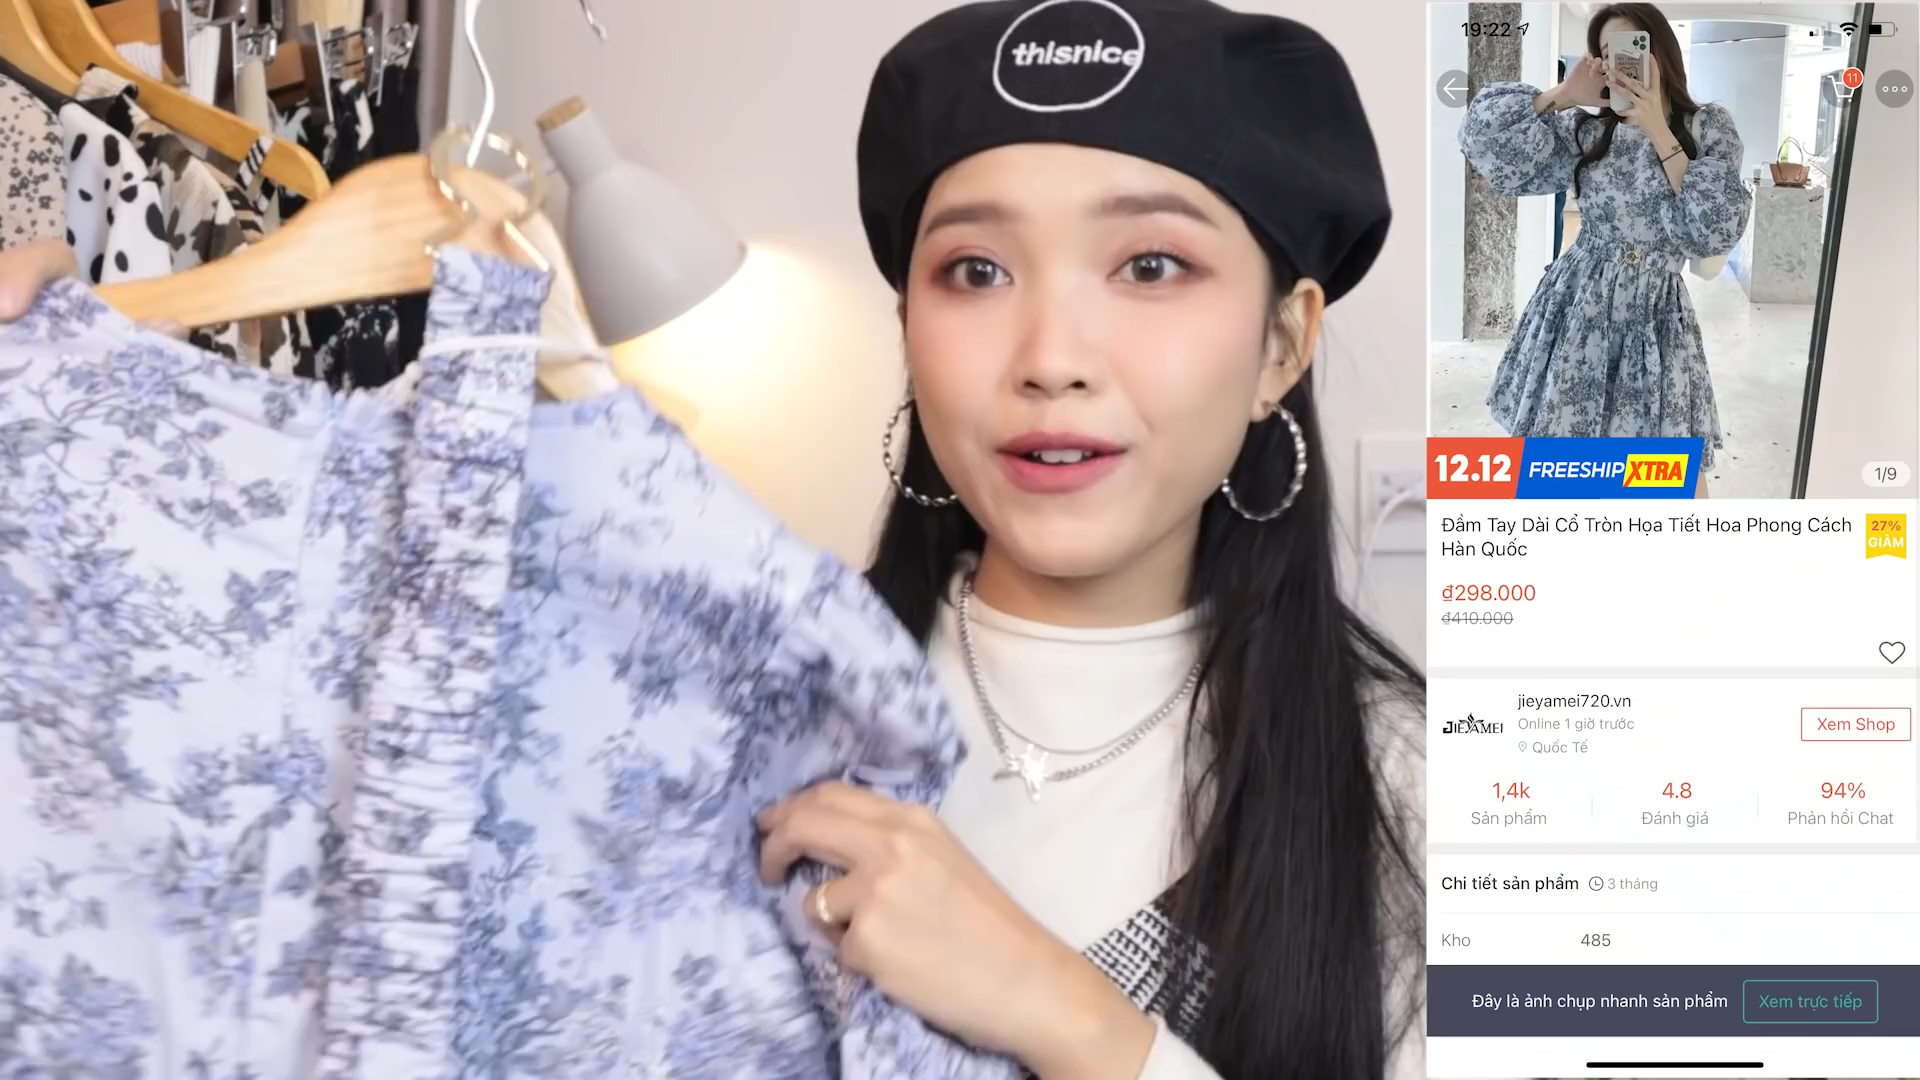 thisnice
19:22
11
12.12
FREESHIP XTRA
1/9
Đầm Tay Dài Cổ Tròn Họa Tiết Hoa Phong Cách
Hàn Quốc
27%
GIẢM
₫298.000
₫410.000
JIEYAMEI
jieyamei720.vn
Online 1 giờ trước
Quốc Tế
Xem Shop
1,4k
Sản phẩm
4.8
Đánh giá
94%
Phản hồi Chat
Chi tiết sản phẩm
3 tháng
Kho
485
Đây là ảnh chụp nhanh sản phẩm
Xem trực tiếp